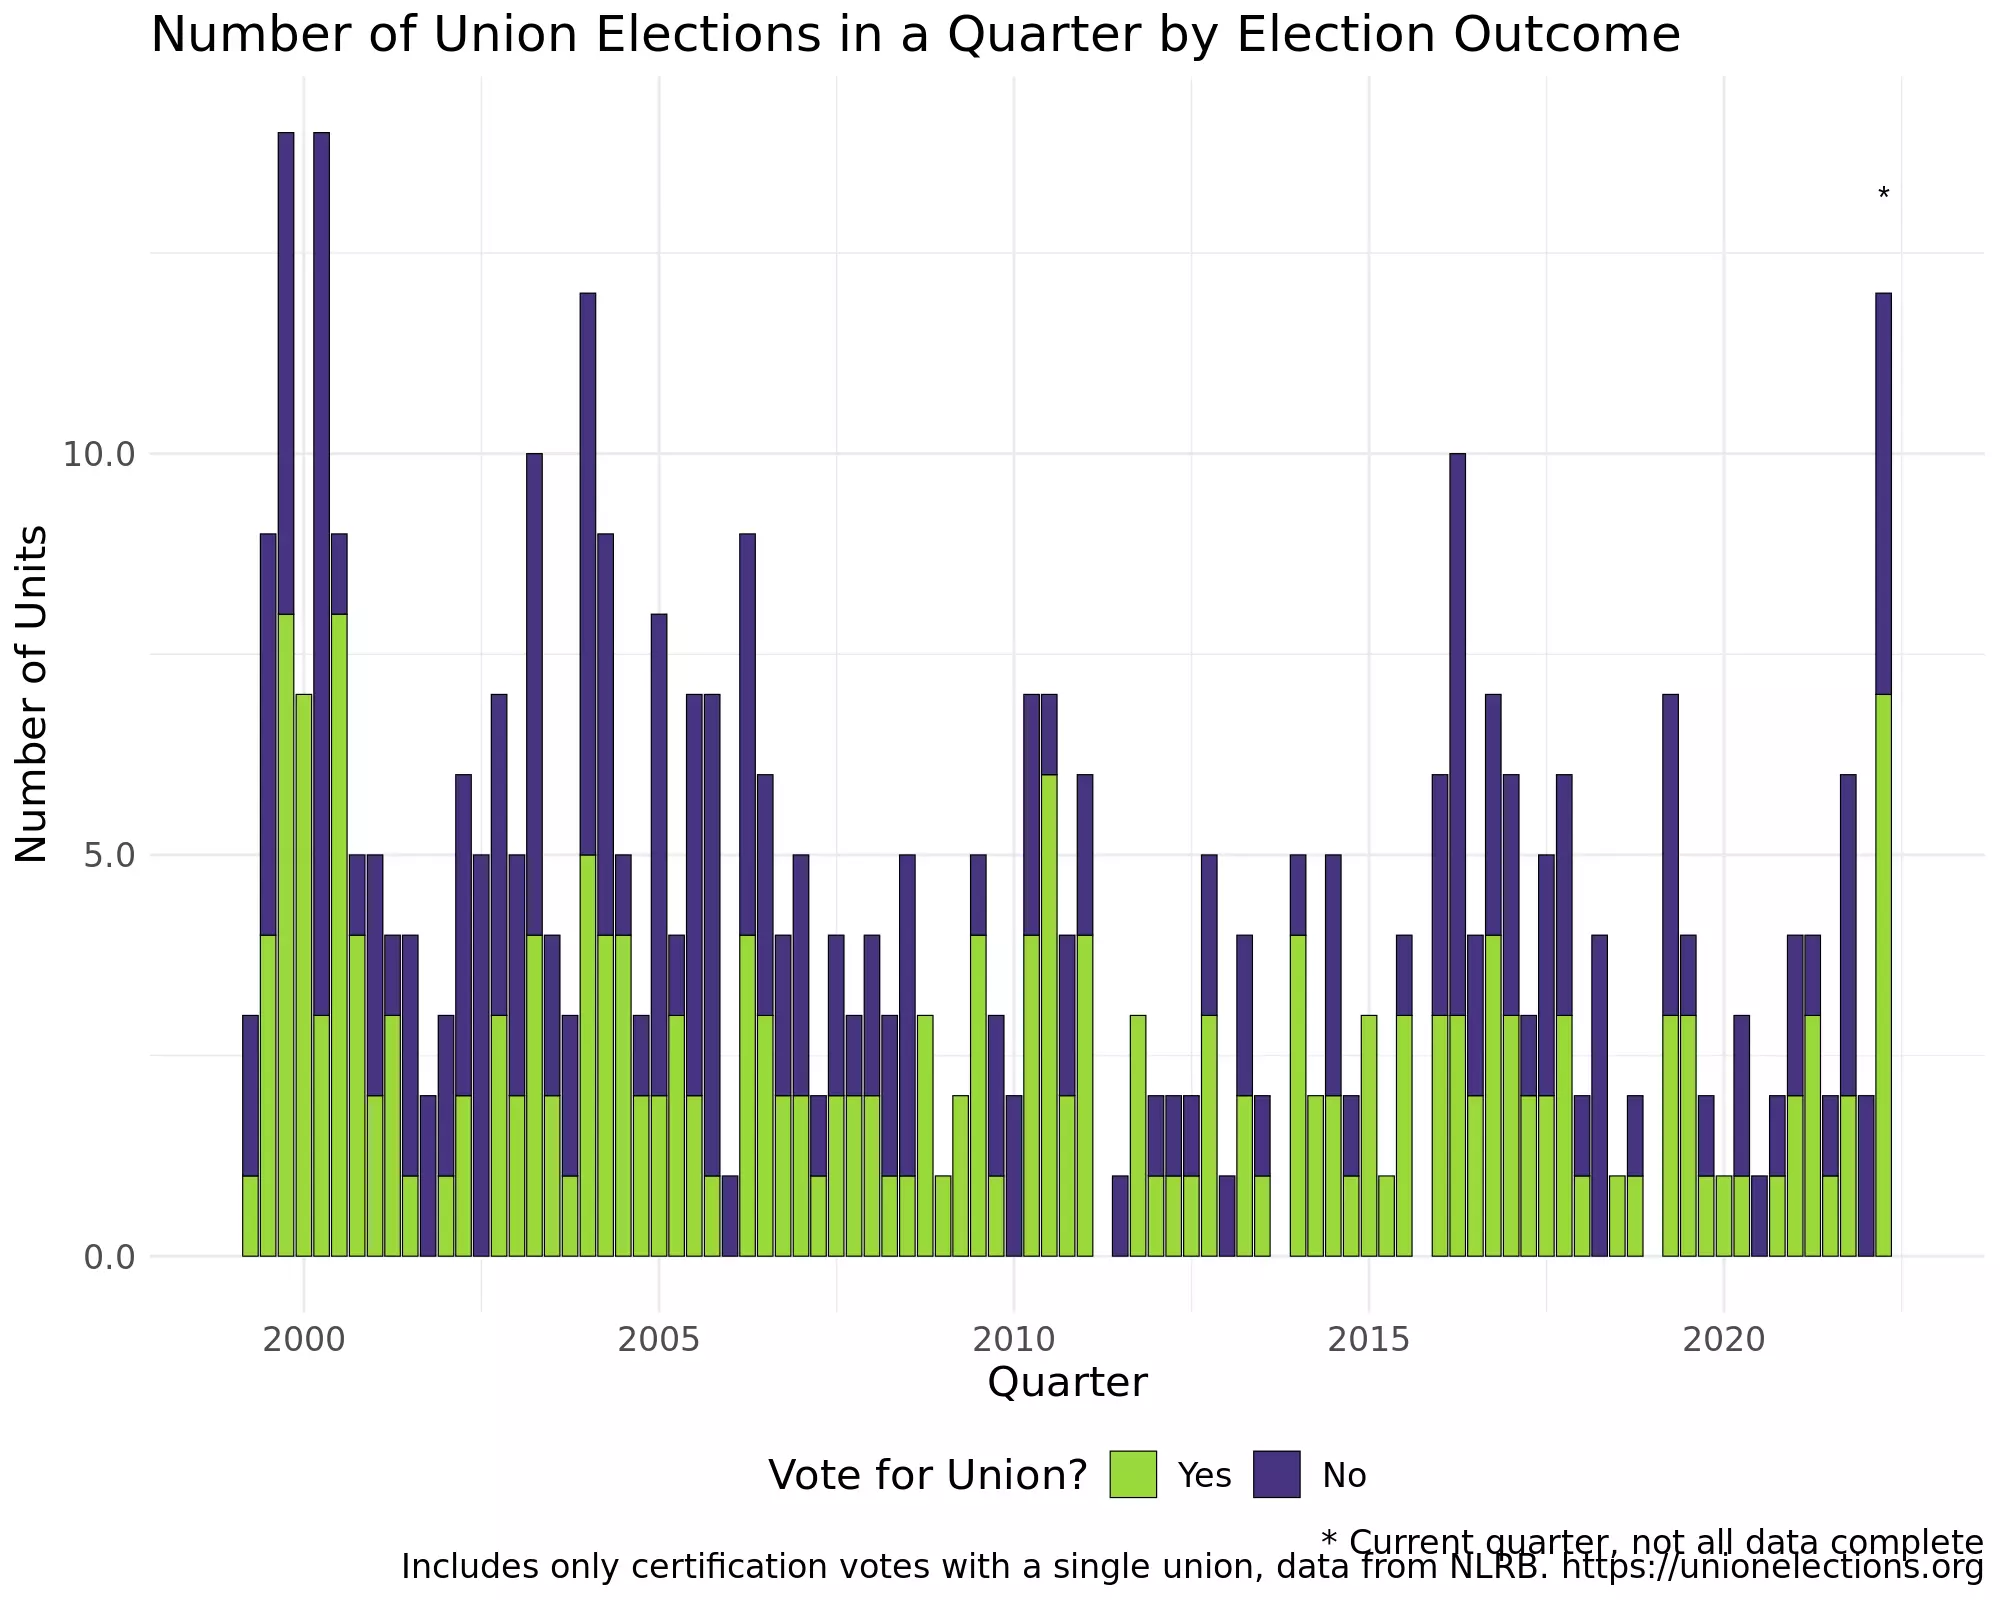 Number of Union Elections in a Quarter by Election Outcome
*
10.0
5.0
0.0
Number of Units
2000 2005 2010 2015 2020
Quarter
Vote for Union? Yes No
* Current quarter, not all data complete
Includes only certification votes with a single union, data from NLRB. https://unionelections.org